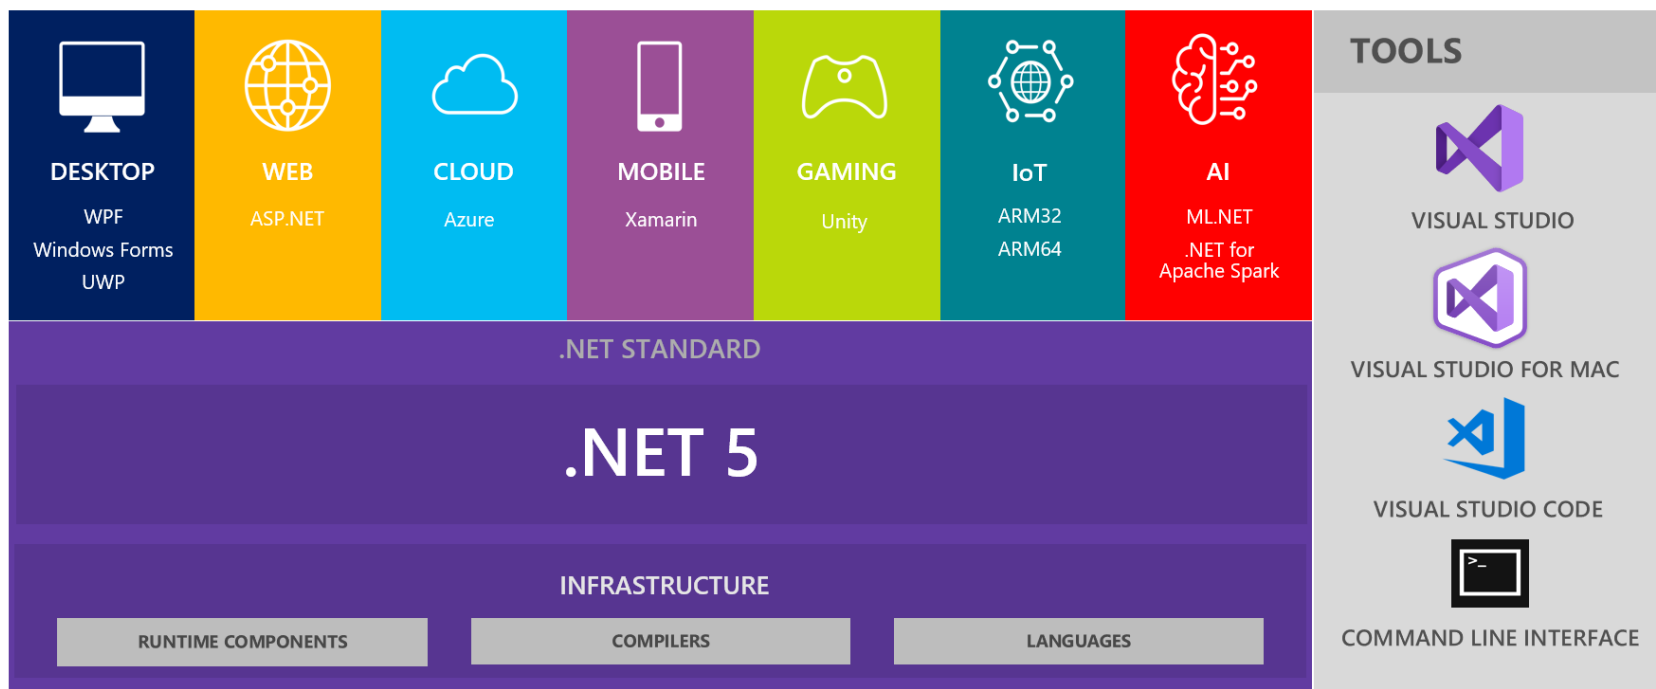 DESKTOP
WPF
Windows Forms
UWP
WEB
ASP.NET
CLOUD
Azure
MOBILE
Xamarin
GAMING
Unity
IoT
ARM32
ARM64
AI
ML.NET
.NET for
Apache Spark
.NET STANDARD
.NET 5
INFRASTRUCTURE
RUNTIME COMPONENTS
COMPILERS
LANGUAGES
TOOLS
VISUAL STUDIO
VISUAL STUDIO FOR MAC
VISUAL STUDIO CODE
>_
COMMAND LINE INTERFACE